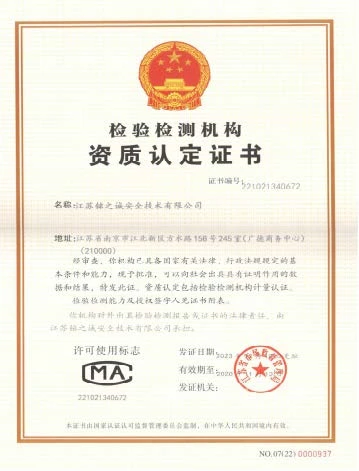 检验检测机构
资质认定证书
证书编号:221021340672
名称:江苏铭之诚安全技术有限公司
地址:江苏省南京市江北新区方水路158号245室(广德商务中心)
(210000)
经审查,你机构已具备国家有关法律、行政法规规定的基
本条件和能力,现予批准,可以向社会出具具有证明作用的数
据和结果,特发此证。资质认定包括检验检测机构计量认证。
检验检测能力及授权签字人见证书附表。
你机构对外出具检验检测报告或证书的法律责任,由
江苏铭之诚安全技术有限公司承担。
许可使用标志
MA
221021340672
发证日期:2023
有效期至:2020
发证机关:
本证书由国家认证认可监督管理委员会监制,在中华人民共和国境内有效。
NO.07(22) 0000937